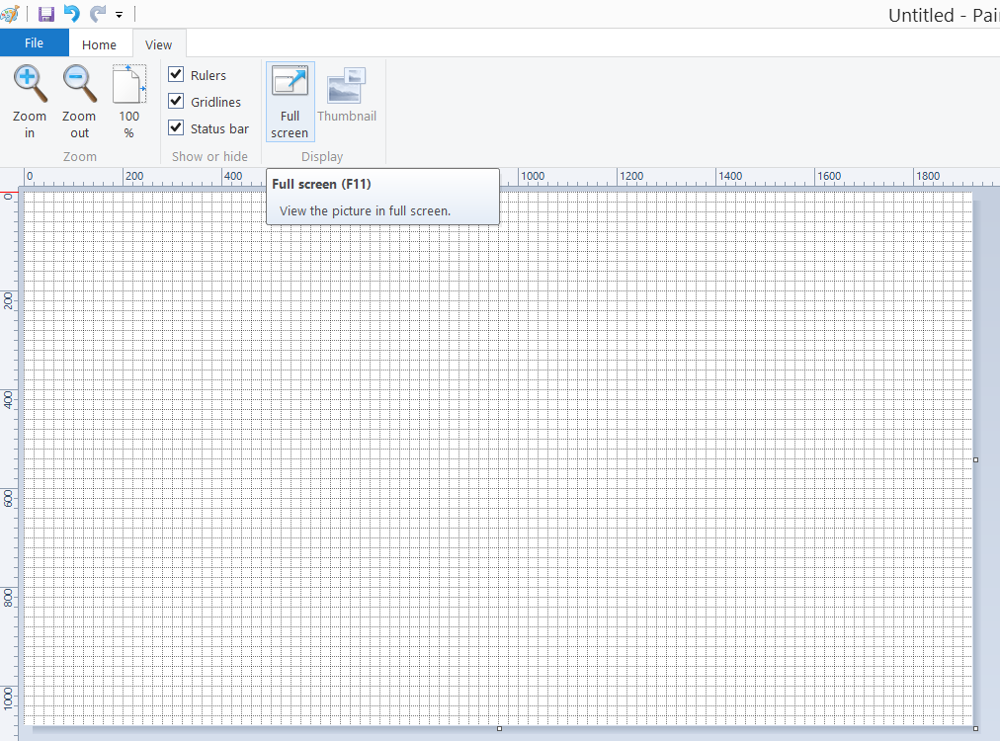 Untitled - Pai
File Home View
Zoom in
Zoom out
100 %
Rulers
Gridlines
Status bar
Full screen
Thumbnail
Zoom
Show or hide
Display
0 200 400 1000 1200 1400 1600 1800
Full screen (F11)
View the picture in full screen.
0
200
400
600
800
1000